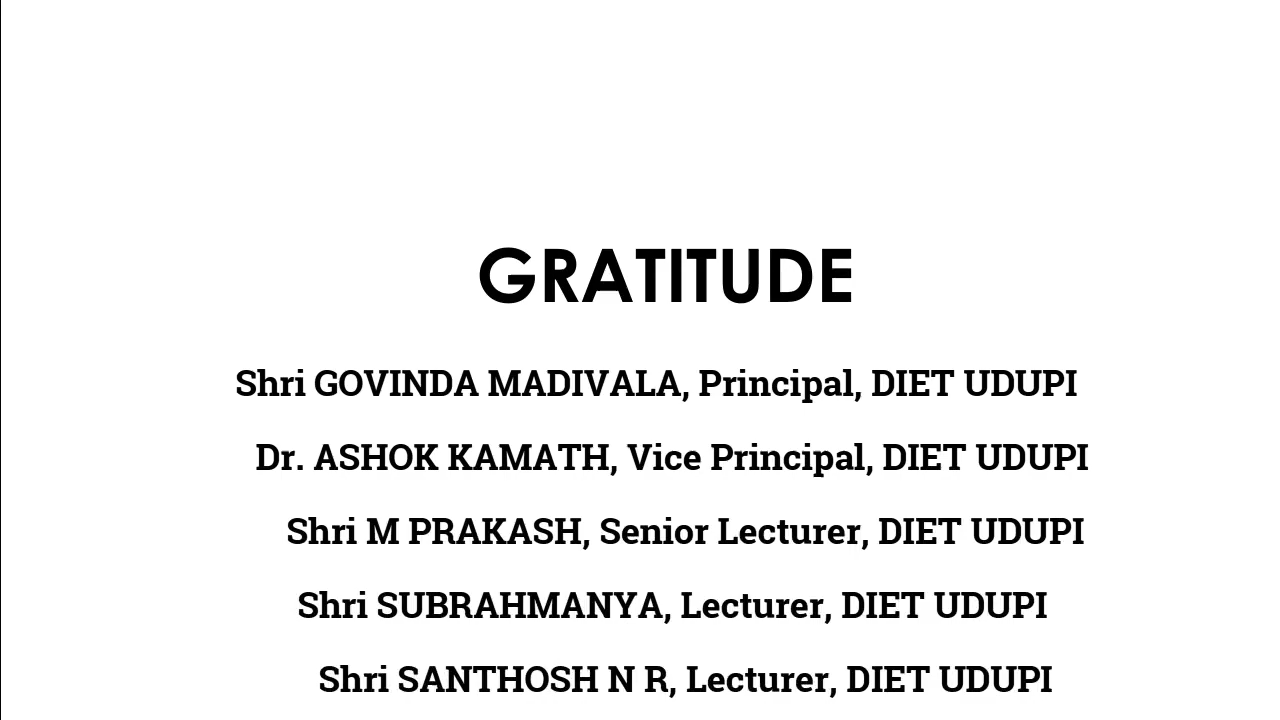 GRATITUDE
Shri GOVINDA MADIVALA, Principal, DIET UDUPI
Dr. ASHOK KAMATH, Vice Principal, DIET UDUPI
Shri M PRAKASH, Senior Lecturer, DIET UDUPI
Shri SUBRAHMANYA, Lecturer, DIET UDUPI
Shri SANTHOSH N R, Lecturer, DIET UDUPI